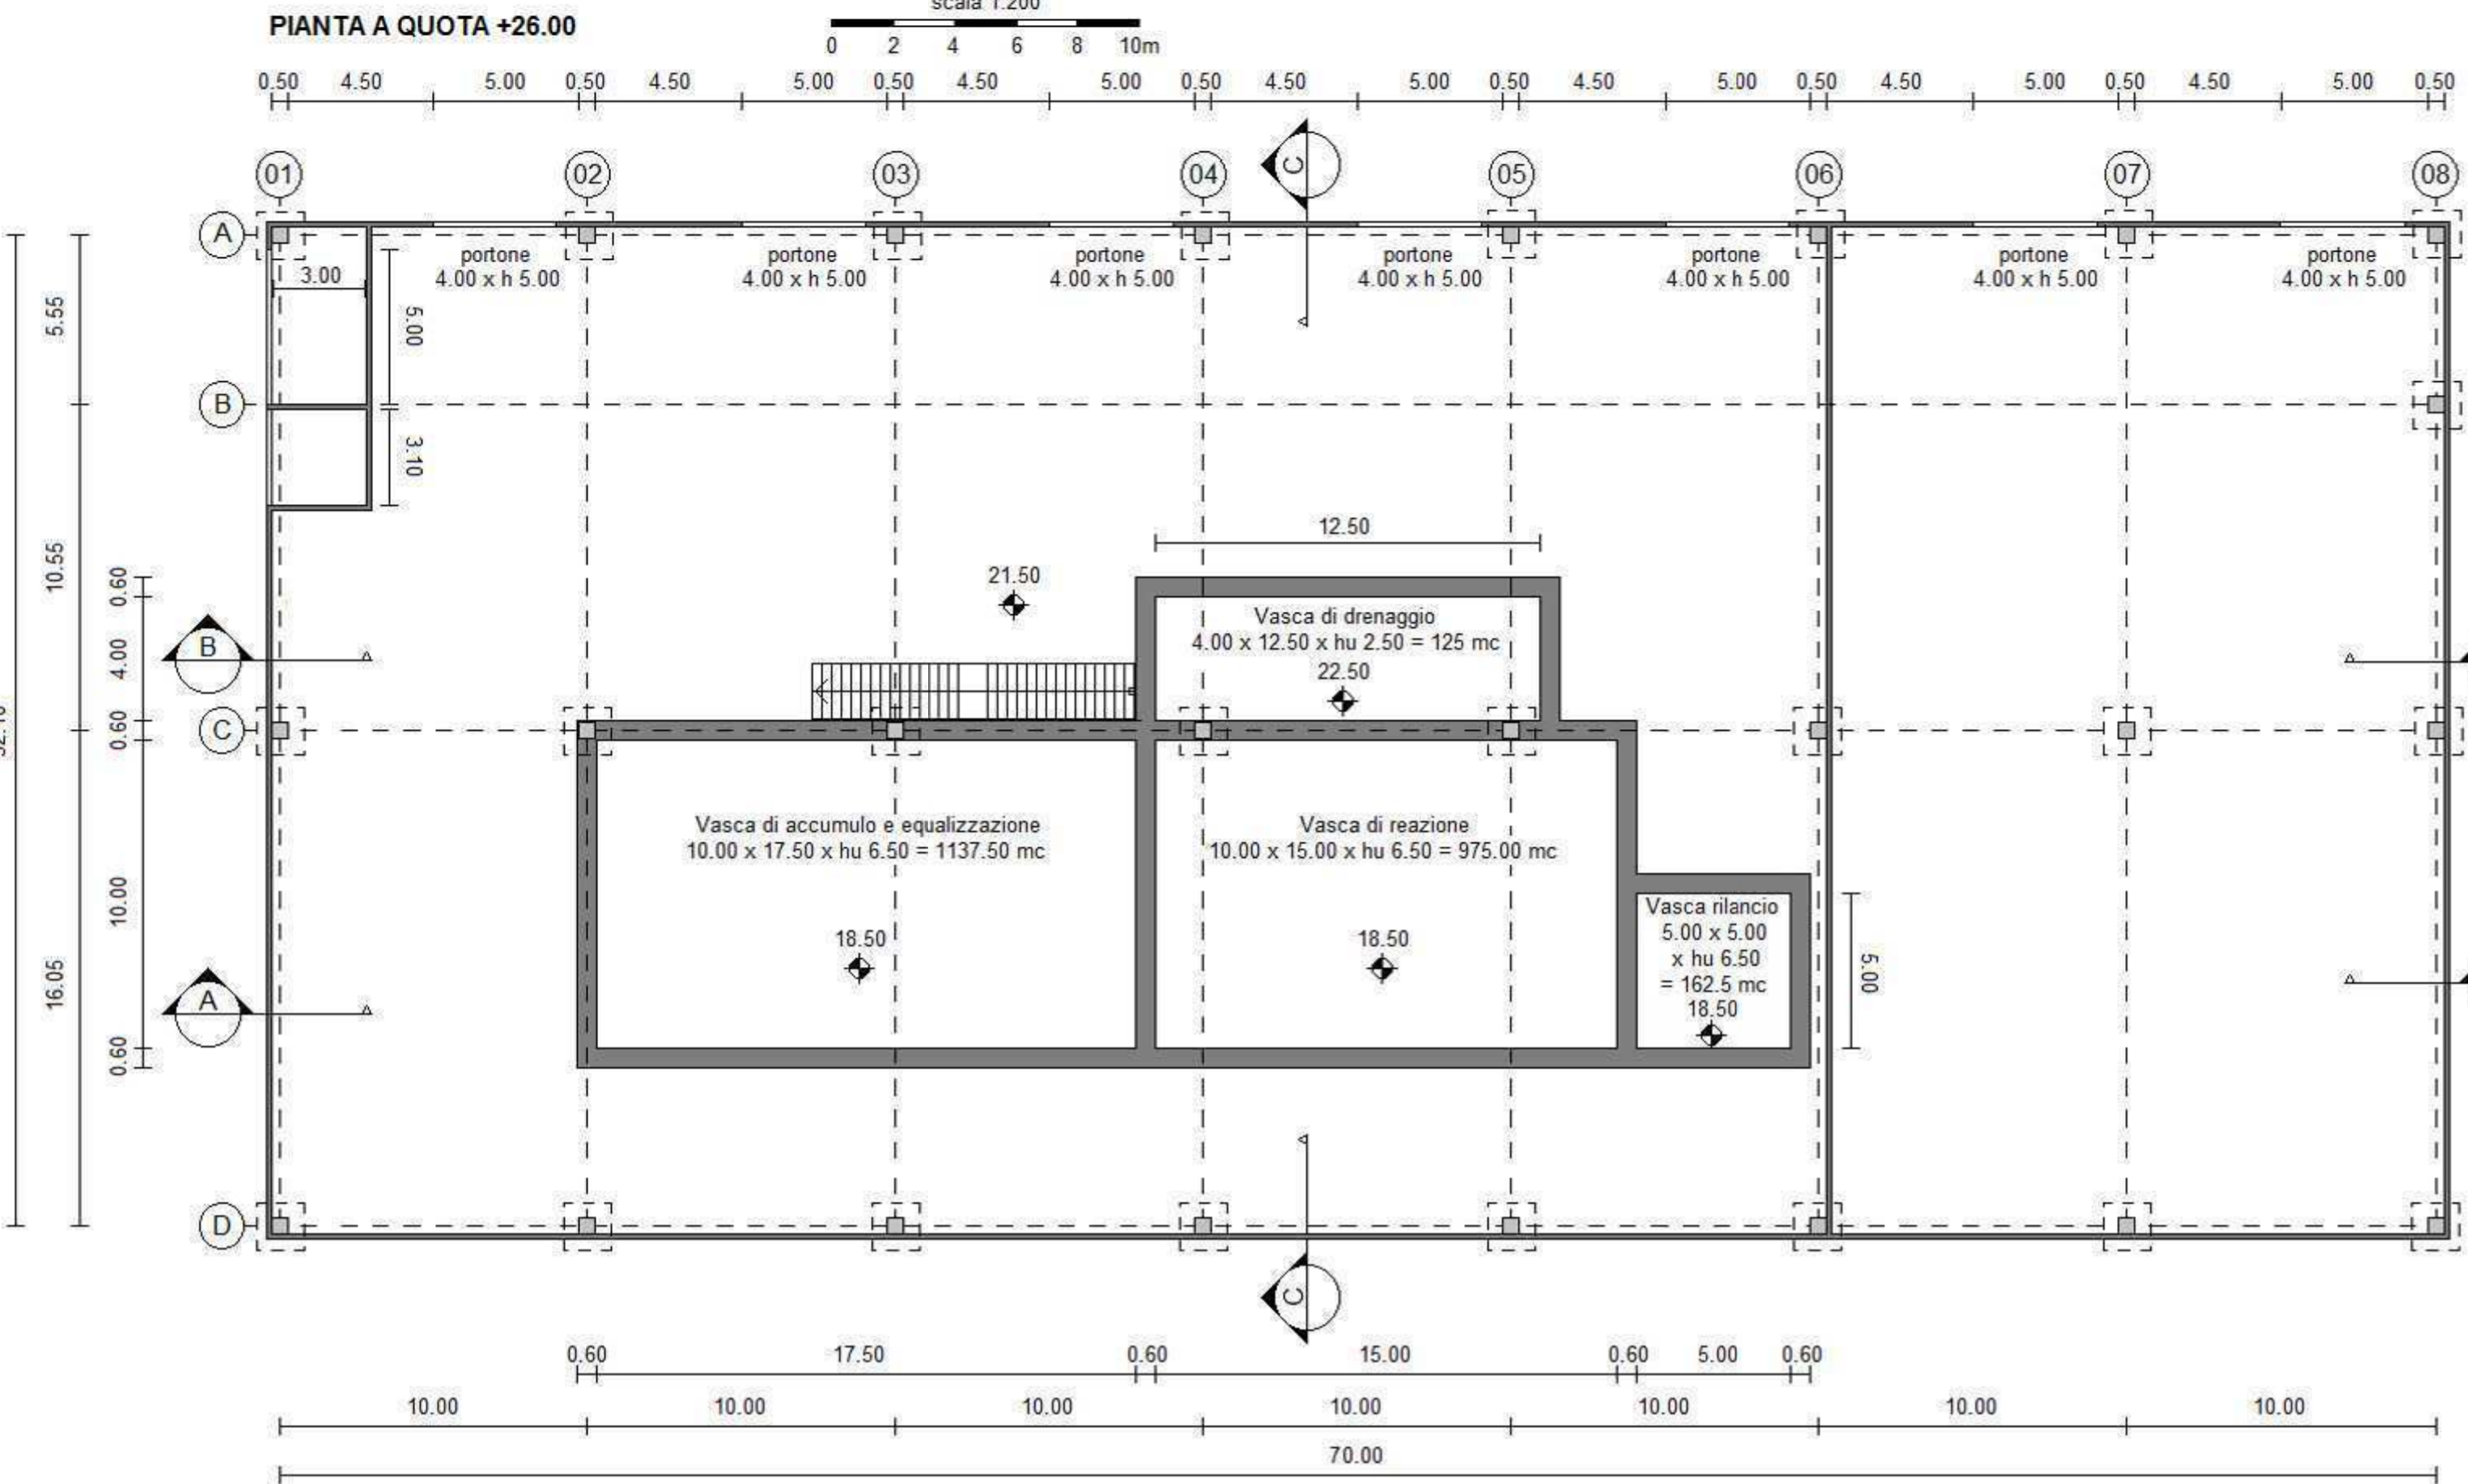 scala 1:200
PIANTA A QUOTA +26.00
0 2 4 6 8 10m
0.50 4.50 5.00 0.50 4.50 5.00 0.50 4.50 5.00 0.50 4.50 5.00 0.50 4.50 5.00 0.50 4.50 5.00 0.50 4.50 5.00 0.50
C
01 02 03 04 05 06 07 08
A
portone portone portone portone portone portone portone
4.00 x h 5.00 4.00 x h 5.00 4.00 x h 5.00 4.00 x h 5.00 4.00 x h 5.00 4.00 x h 5.00 4.00 x h 5.00
3.00
5.55
5.00
B
3.10
12.50
10.55
0.60
21.50
Vasca di drenaggio
4.00 x 12.50 x hu 2.50 = 125 mc
22.50
B
4.00
0.60
C
Vasca di accumulo e equalizzazione
10.00 x 17.50 x hu 6.50 = 1137.50 mc
18.50
Vasca di reazione
10.00 x 15.00 x hu 6.50 = 975.00 mc
18.50
Vasca rilancio
5.00 x 5.00
x hu 6.50
= 162.5 mc
18.50
5.00
10.00
16.05
A
0.60
D
C
0.60 17.50 0.60 15.00 0.60 5.00 0.60
10.00 10.00 10.00 10.00 10.00 10.00 10.00
70.00